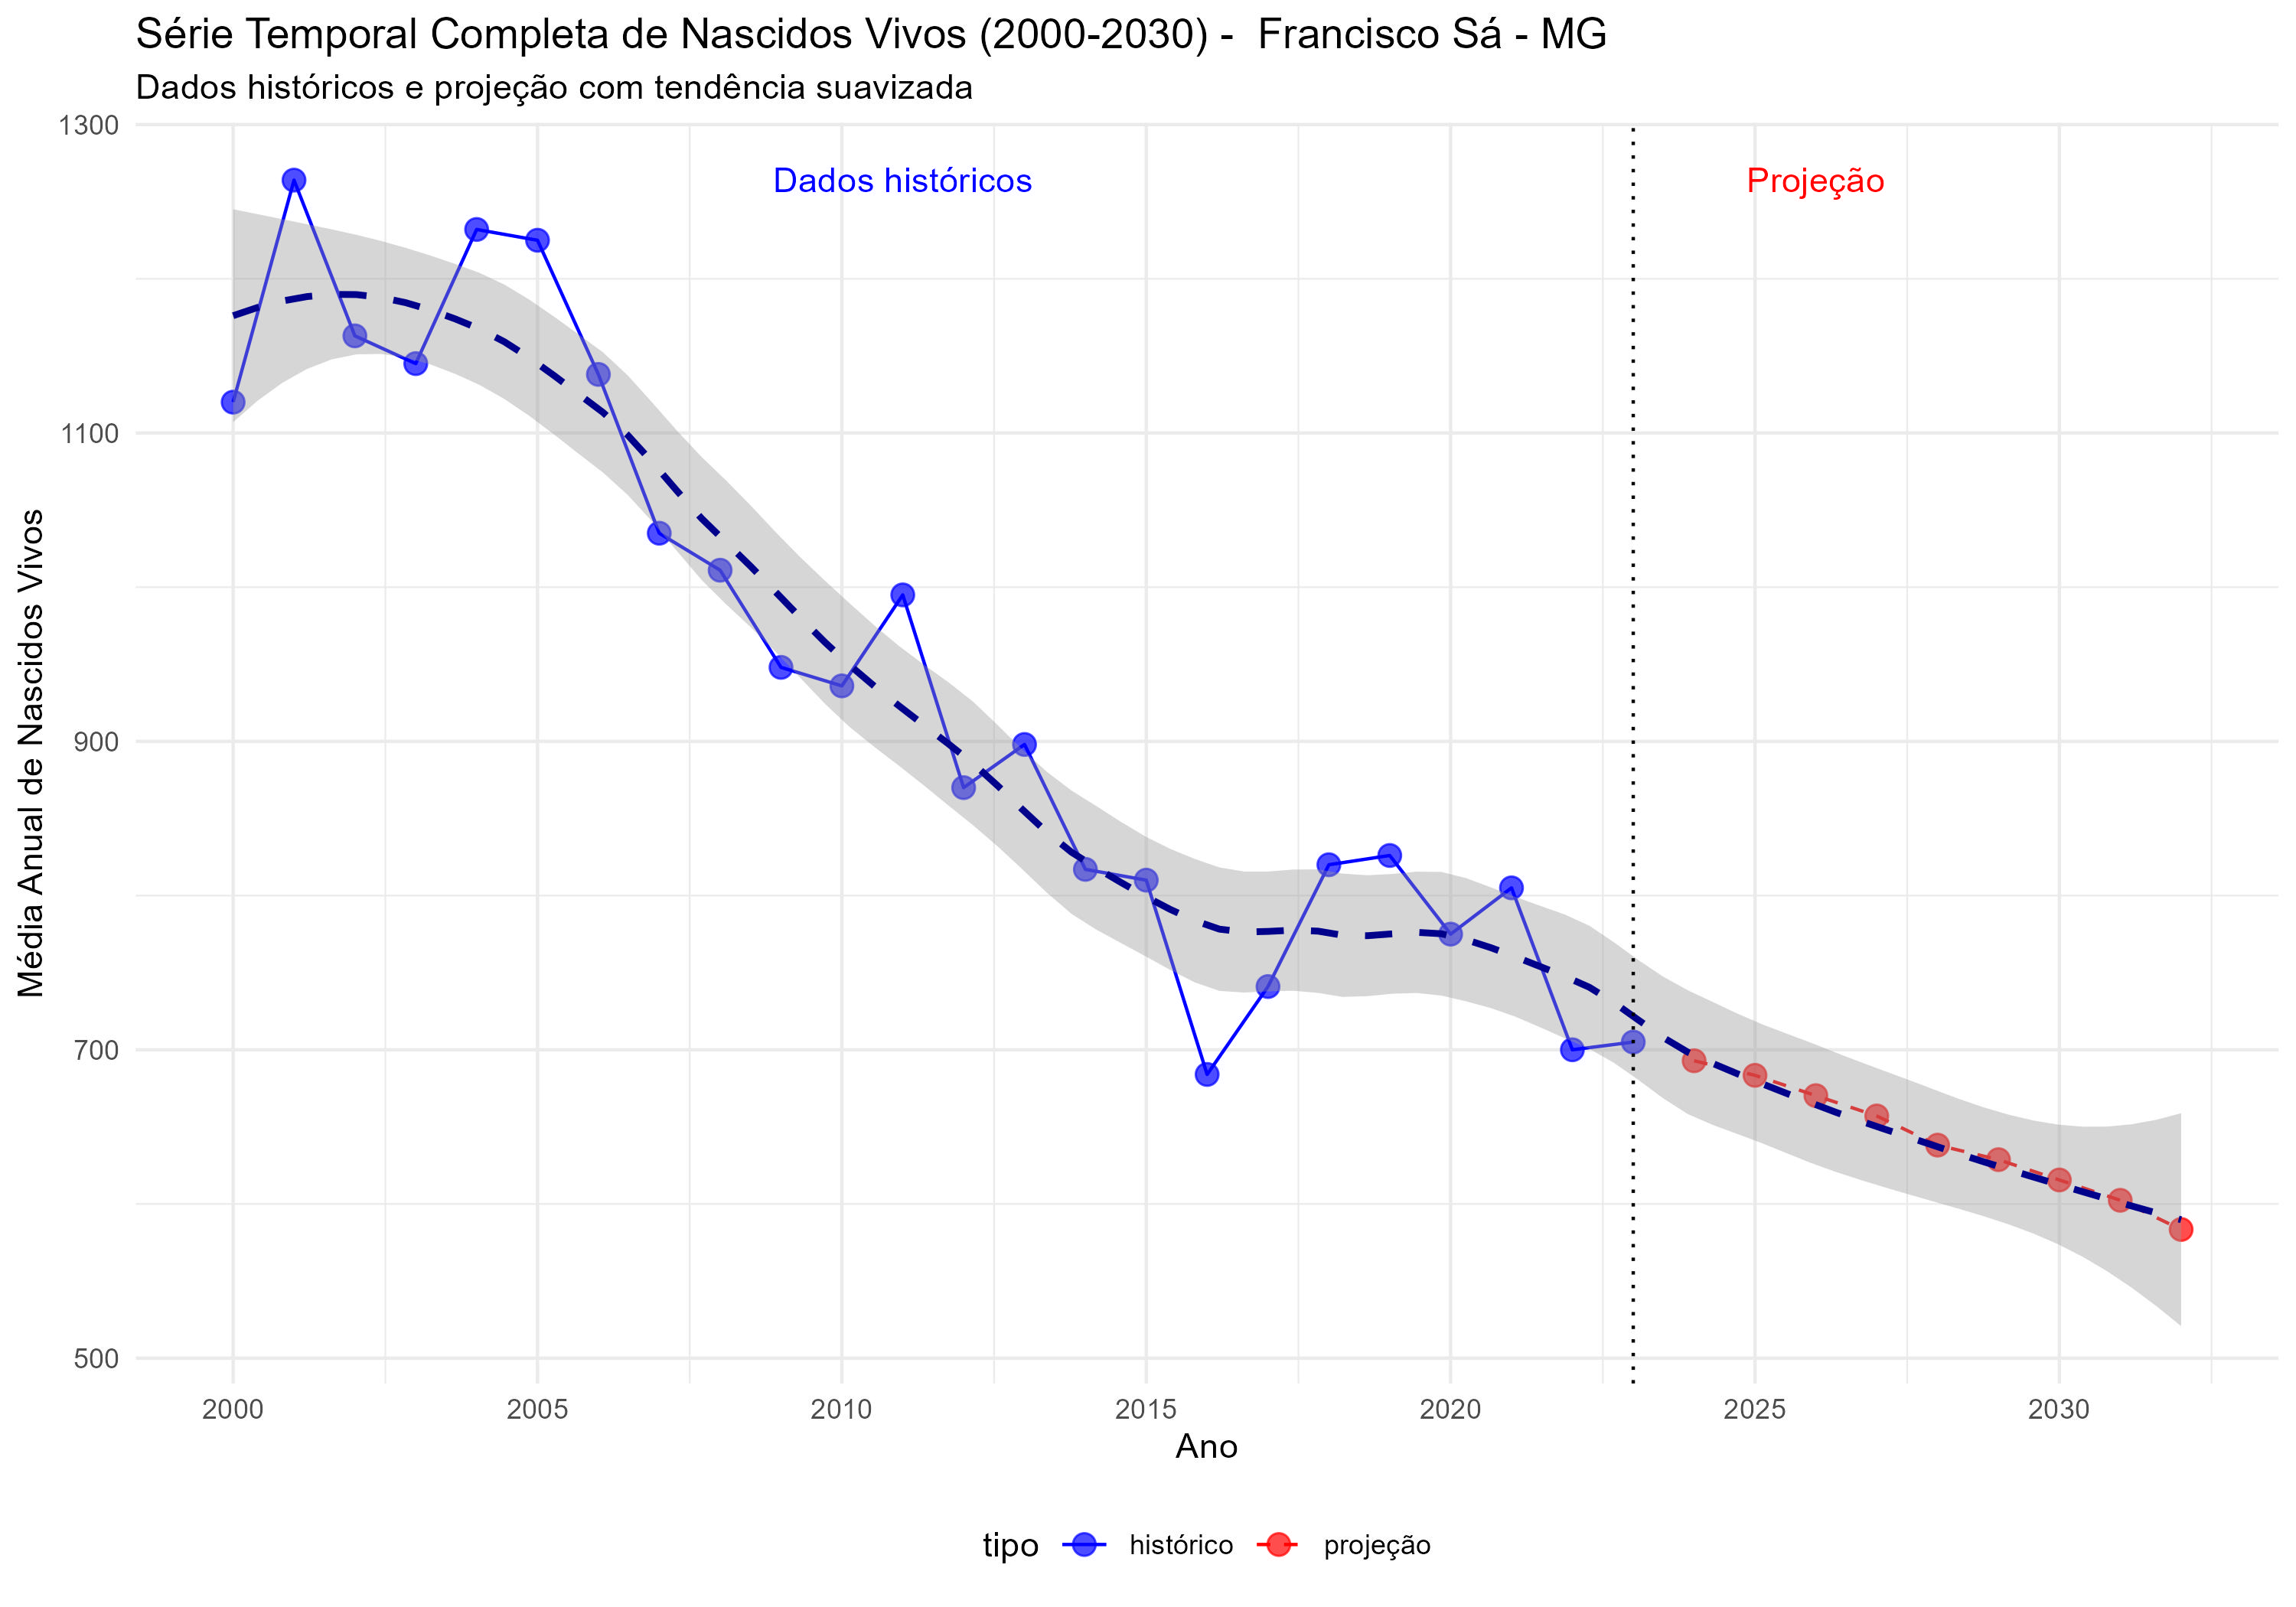 Série Temporal Completa de Nascidos Vivos (2000-2030) -  Francisco Sá - MG
Dados históricos e projeção com tendência suavizada
Média Anual de Nascidos Vivos
1300
1100
900
700
500
Dados históricos
Projeção
2000 2005 2010 2015 2020 2025 2030
Ano
tipo histórico projeção